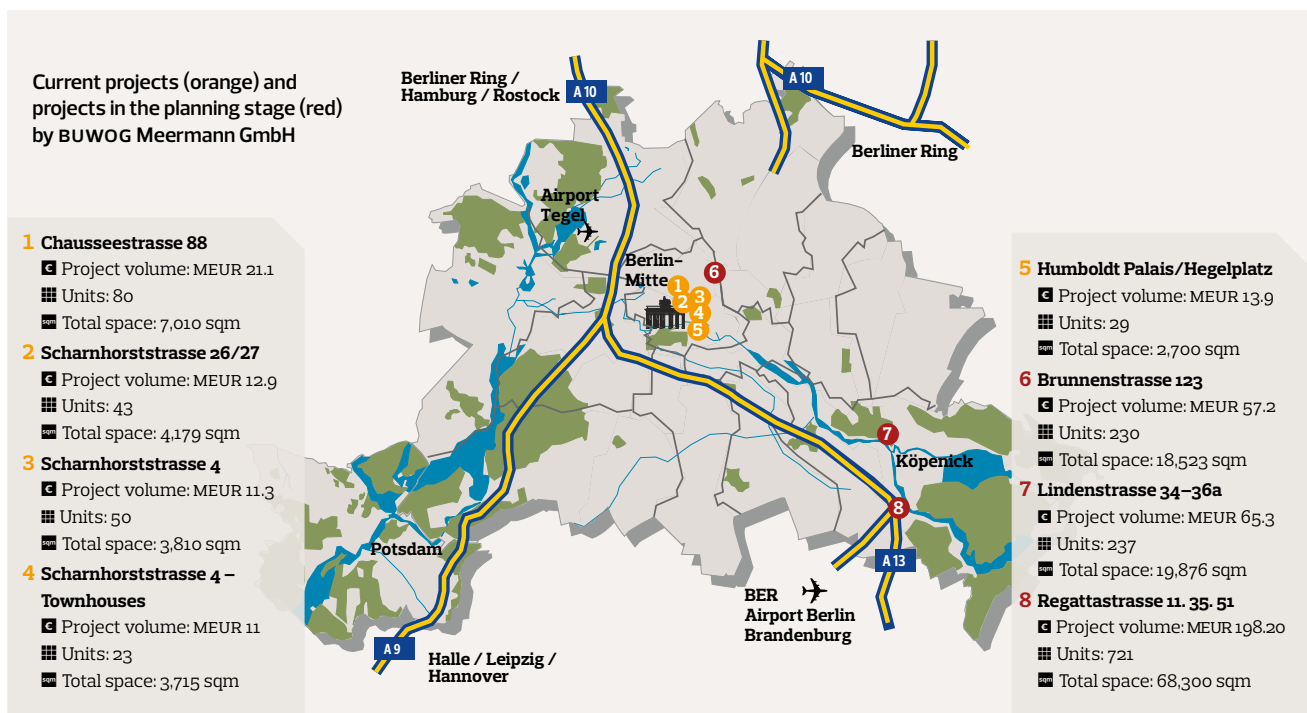 Current projects (orange) and
projects in the planning stage (red)
by BUWOG Meermann GmbH
1 Chausseestrasse 88
€ Project volume: MEUR 21.1
Units: 80
sqm Total space: 7,010 sqm
2 Scharnhorststrasse 26/27
€ Project volume: MEUR 12.9
Units: 43
sqm Total space: 4,179 sqm
3 Scharnhorststrasse 4
€ Project volume: MEUR 11.3
Units: 50
sqm Total space: 3,810 sqm
4 Scharnhorststrasse 4 –
Townhouses
€ Project volume: MEUR 11
Units: 23
sqm Total space: 3,715 sqm
Berliner Ring /
Hamburg / Rostock
A 10
A 10
Berliner Ring
Airport
Tegel
Berlin–
Mitte
1
2
3
4
5
6
7
Köpenick
8
Potsdam
A 13
BER
Airport Berlin
Brandenburg
A 9
Halle / Leipzig /
Hannover
5 Humboldt Palais/Hegelplatz
€ Project volume: MEUR 13.9
Units: 29
sqm Total space: 2,700 sqm
6 Brunnenstrasse 123
€ Project volume: MEUR 57.2
Units: 230
sqm Total space: 18,523 sqm
7 Lindenstrasse 34–36a
€ Project volume: MEUR 65.3
Units: 237
sqm Total space: 19,876 sqm
8 Regattastrasse 11. 35. 51
€ Project volume: MEUR 198.20
Units: 721
sqm Total space: 68,300 sqm